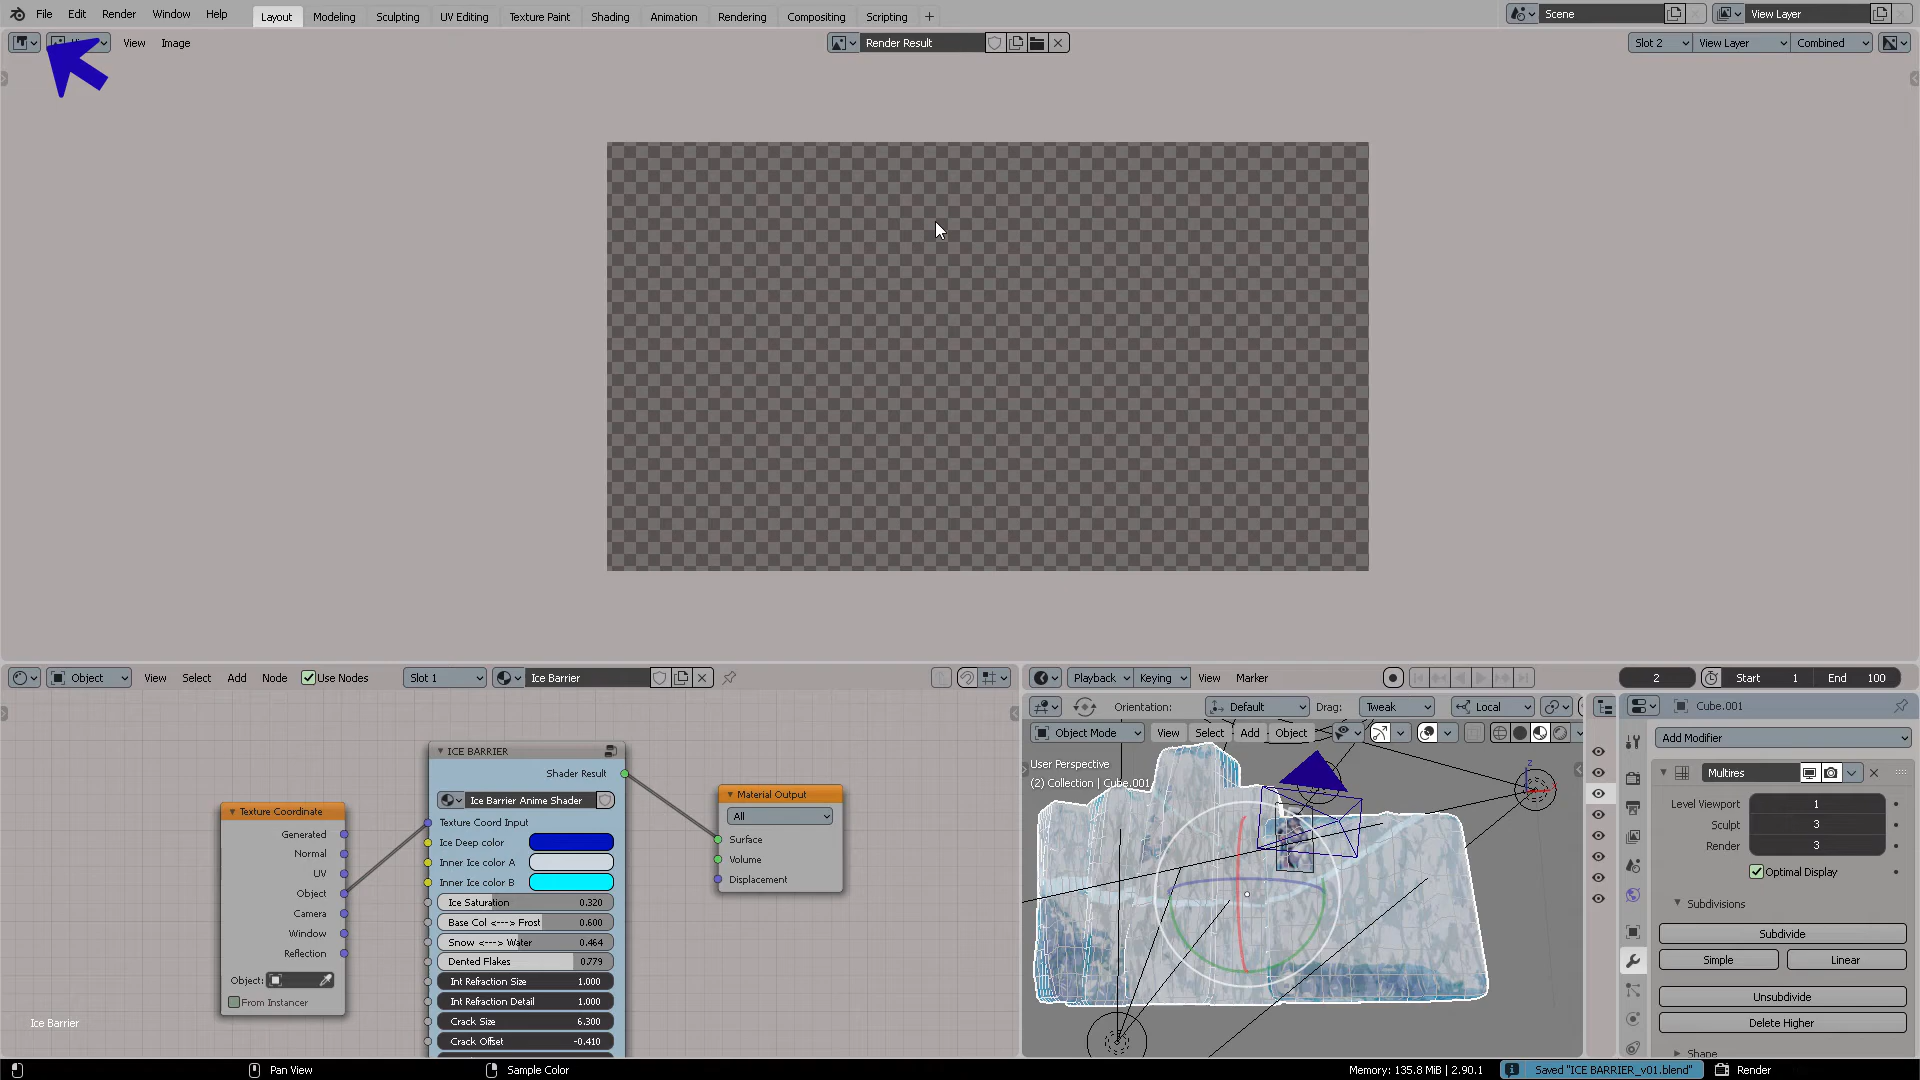 File Edit Render Window Help Layout Modeling Sculpting UV Editing Texture Paint Shading Animation Rendering Compositing Scripting + Scene View Layer
View Image Render Result Slot 2 View Layer Combined
Object View Select Add Node Use Nodes Slot 1 Ice Barrier
Playback Keying View Marker 2 Start 1 End 100
Orientation: Default Drag: Tweak Local
Object Mode View Select Add Object
User Perspective
(2) Collection | Cube.001
Z
Texture Coordinate
Generated
Normal
UV
Object
Camera
Window
Reflection
Object:
From Instancer
Ice Barrier
ICE BARRIER
Shader Result
Ice Barrier Anime Shader
Texture Coord Input
Ice Deep color
Inner Ice color A
Inner Ice color B
Ice Saturation 0.320
Base Col <---> Frost 0.600
Snow <---> Water 0.464
Dented Flakes 0.779
Int Refraction Size 1.000
Int Refraction Detail 1.000
Crack Size 6.300
Crack Offset -0.410
Material Output
All
Surface
Volume
Displacement
Cube.001
Add Modifier
Multires
Level Viewport 1
Sculpt 3
Render 3
Optimal Display
Subdivisions
Subdivide
Simple Linear
Unsubdivide
Delete Higher
Shape
Pan View Sample Color Memory: 135.8 MiB | 2.90.1 Saved "ICE BARRIER_v01.blend" Render